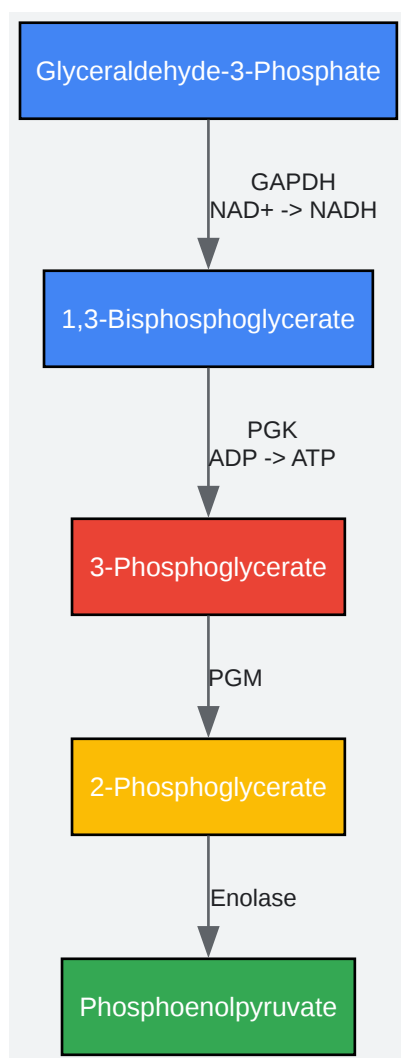 Glyceraldehyde-3-Phosphate
GAPDH
NAD+ -> NADH
1,3-Bisphosphoglycerate
PGK
ADP -> ATP
3-Phosphoglycerate
PGM
2-Phosphoglycerate
Enolase
Phosphoenolpyruvate